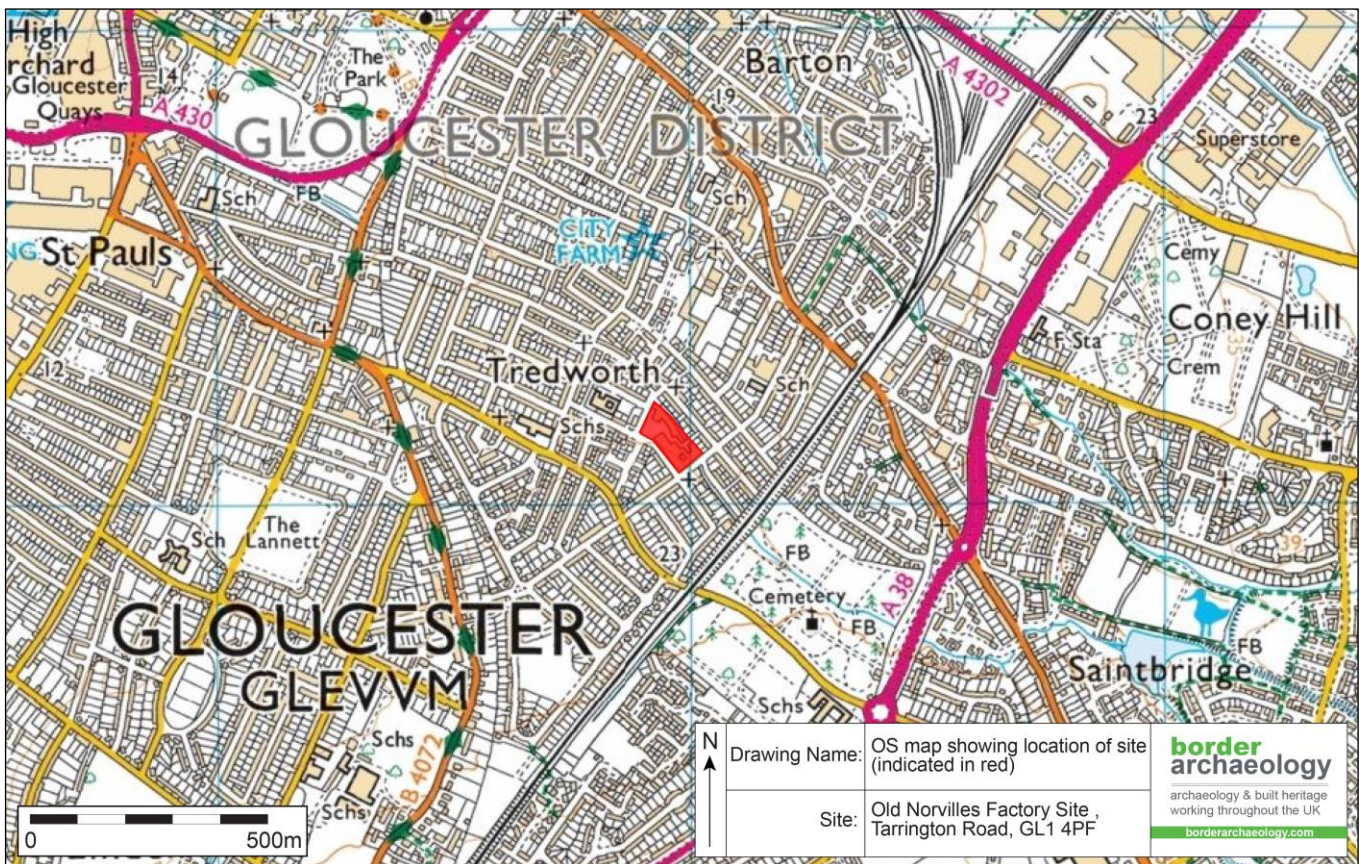 High
rchard
14
Gloucester
Quays
A 430
The
Park
15
Barton
19
A 4302
23
Superstore
GLOUCESTER DISTRICT
Sch
FB
Sch
CITY
FARM
NG
St Pauls
Cemy
Coney Hill
F Sta
35
Crem
12
Tredworth
Sch
Schs
The
Lannett
Sch
23
FB
Cemetery
FB
A 38
39
FB
Saintbridge
GLOUCESTER
GLEVVM
Schs
Schs
B 4072
Schs
0
500m
N
Drawing Name:
OS map showing location of site
(indicated in red)
Site:
Old Norvilles Factory Site ,
Tarrington Road, GL1 4PF
border
archaeology
archaeology & built heritage
working throughout the UK
borderarchaeology.com